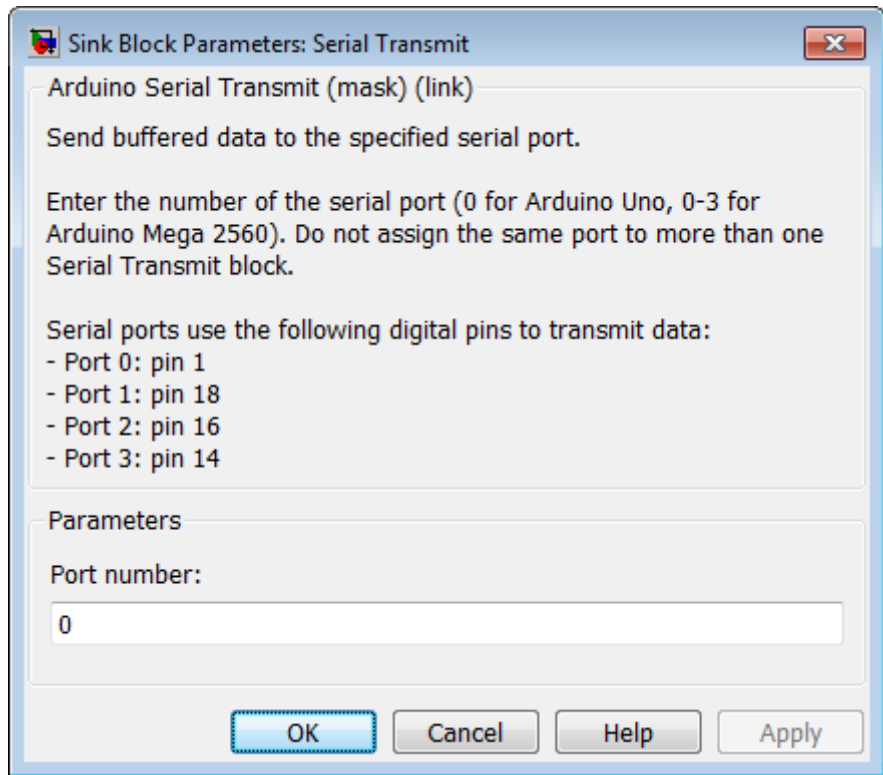 Sink Block Parameters: Serial Transmit
Arduino Serial Transmit (mask) (link)
Send buffered data to the specified serial port.
Enter the number of the serial port (0 for Arduino Uno, 0-3 for
Arduino Mega 2560). Do not assign the same port to more than one
Serial Transmit block.
Serial ports use the following digital pins to transmit data:
- Port 0: pin 1
- Port 1: pin 18
- Port 2: pin 16
- Port 3: pin 14
Parameters
Port number:
0
OK Cancel Help Apply